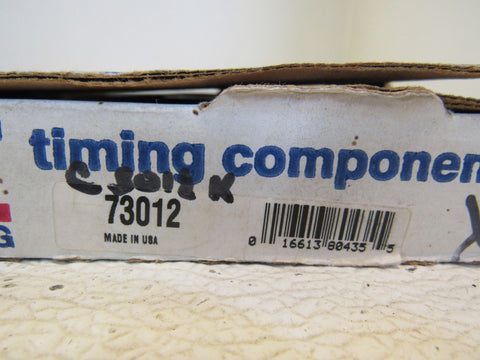 timing componen
C 3012 K
73012
MADE IN USA
0 16613 80435 5
G